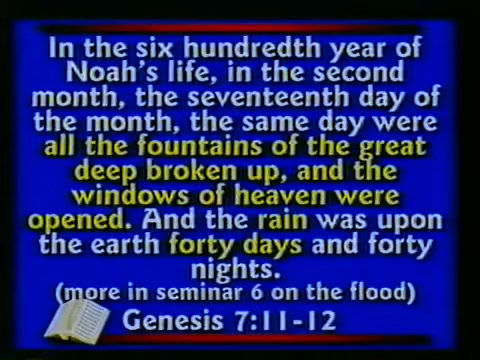 In the six hundredth year of
Noah's life, in the second
month, the seventeenth day of
the month, the same day were
all the fountains of the great
deep broken up, and the
windows of heaven were
opened. And the rain was upon
the earth forty days and forty
nights.
(more in seminar 6 on the flood)
Genesis 7:11-12